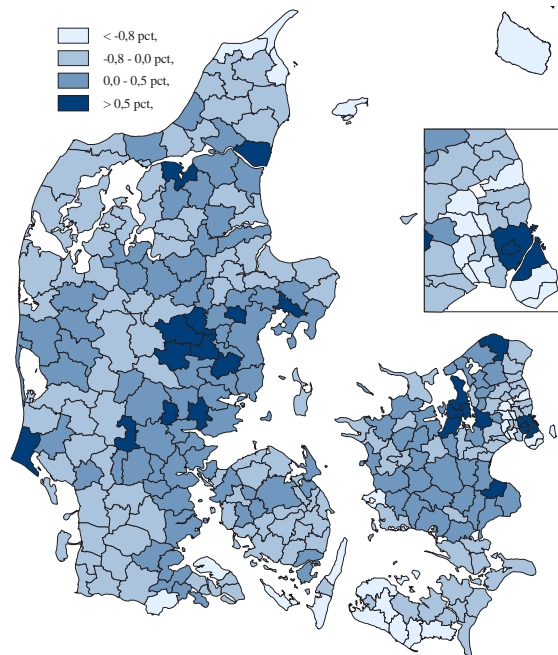 < -0,8 pct,
-0,8 - 0,0 pct,
0,0 - 0,5 pct,
> 0,5 pct,